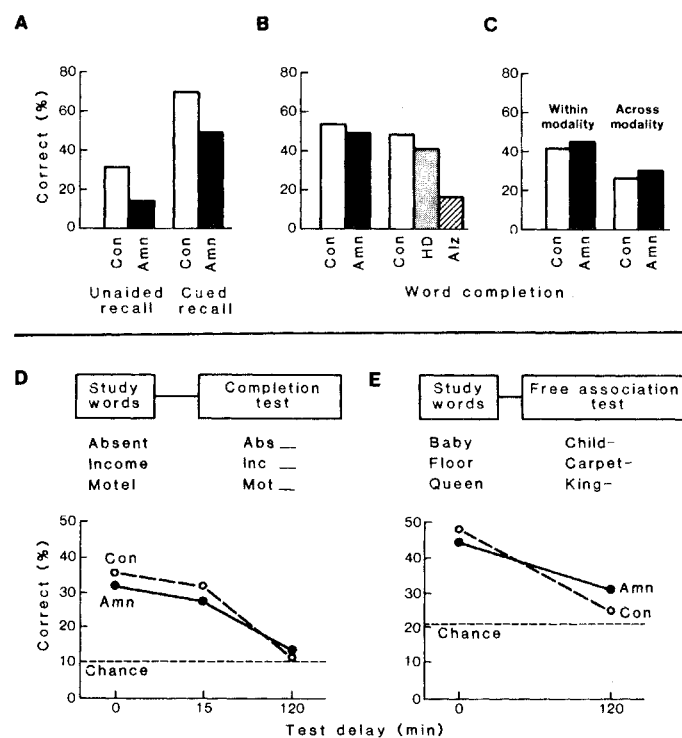 A
B
C
80
60
40
20
0
Correct (%)
Con
Amn
Con
Amn
Unaided
recall
Cued
recall
80
60
40
20
0
Con
Amn
Con
HD
Alz
80
60
40
20
0
Within
modality
Across
modality
Con
Amn
Con
Amn
Word completion
D
Study
words
Completion
test
Absent
Abs __
Income
Inc __
Motel
Mot __
E
Study
words
Free association
test
Baby
Child-
Floor
Carpet-
Queen
King-
50
40
30
20
10
0
Correct (%)
Con
Amn
Chance
0
15
120
50
40
30
20
10
0
Amn
Con
Chance
0
120
Test delay (min)